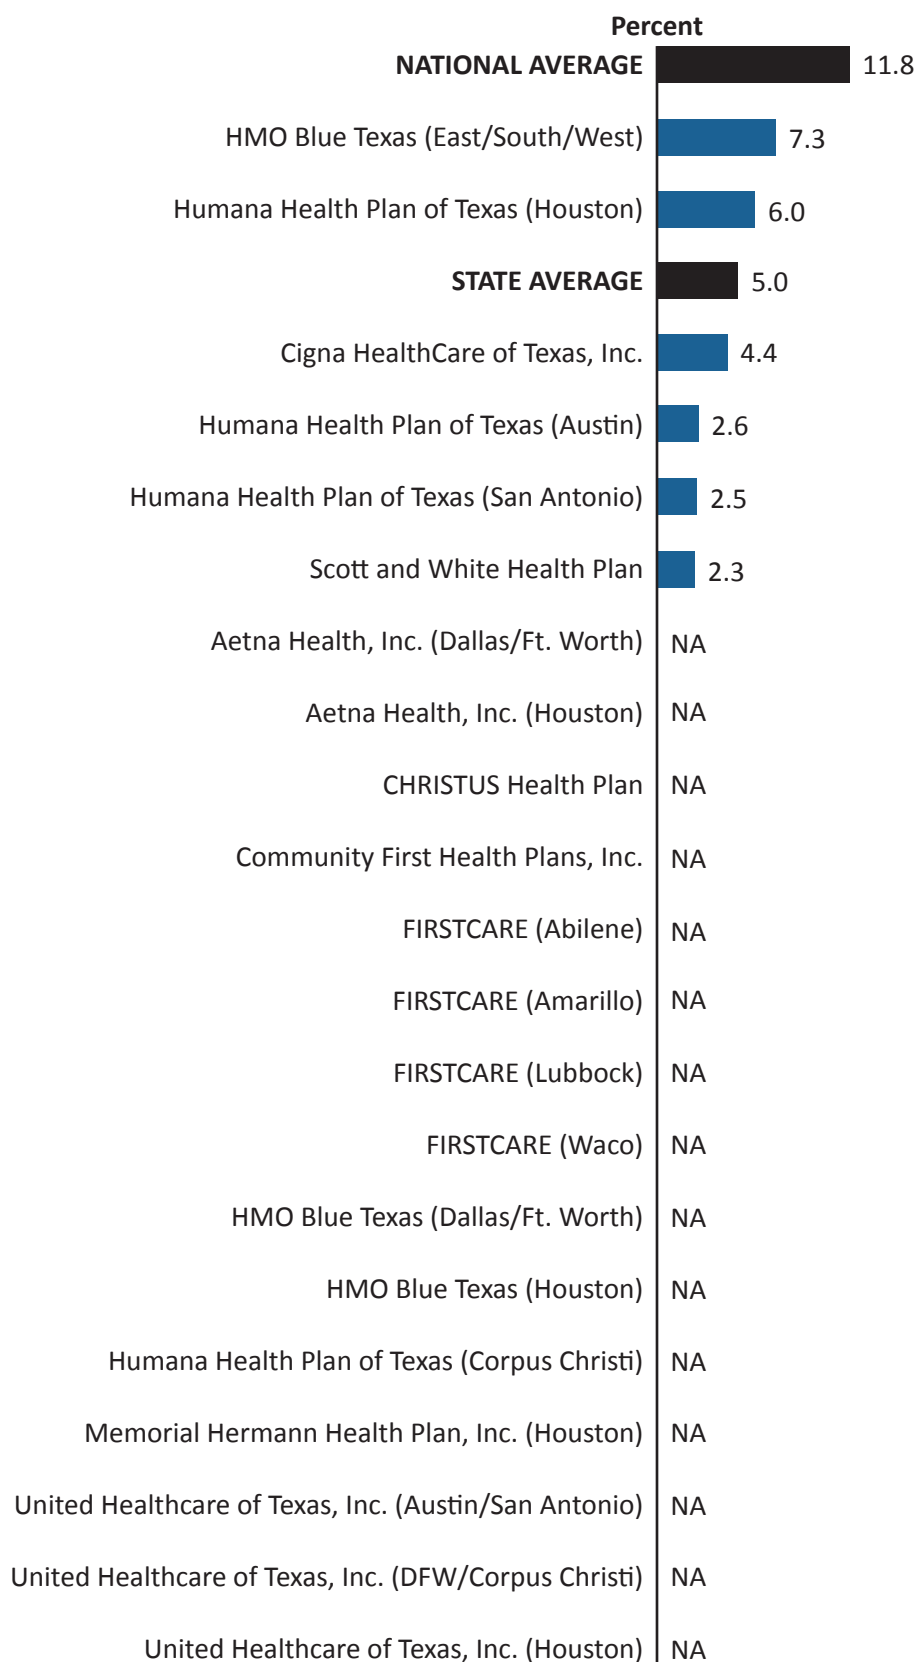 Percent
NATIONAL AVERAGE 11.8
HMO Blue Texas (East/South/West) 7.3
Humana Health Plan of Texas (Houston) 6.0
STATE AVERAGE 5.0
Cigna HealthCare of Texas, Inc. 4.4
Humana Health Plan of Texas (Austin) 2.6
Humana Health Plan of Texas (San Antonio) 2.5
Scott and White Health Plan 2.3
Aetna Health, Inc. (Dallas/Ft. Worth) NA
Aetna Health, Inc. (Houston) NA
CHRISTUS Health Plan NA
Community First Health Plans, Inc. NA
FIRSTCARE (Abilene) NA
FIRSTCARE (Amarillo) NA
FIRSTCARE (Lubbock) NA
FIRSTCARE (Waco) NA
HMO Blue Texas (Dallas/Ft. Worth) NA
HMO Blue Texas (Houston) NA
Humana Health Plan of Texas (Corpus Christi) NA
Memorial Hermann Health Plan, Inc. (Houston) NA
United Healthcare of Texas, Inc. (Austin/San Antonio) NA
United Healthcare of Texas, Inc. (DFW/Corpus Christi) NA
United Healthcare of Texas, Inc. (Houston) NA